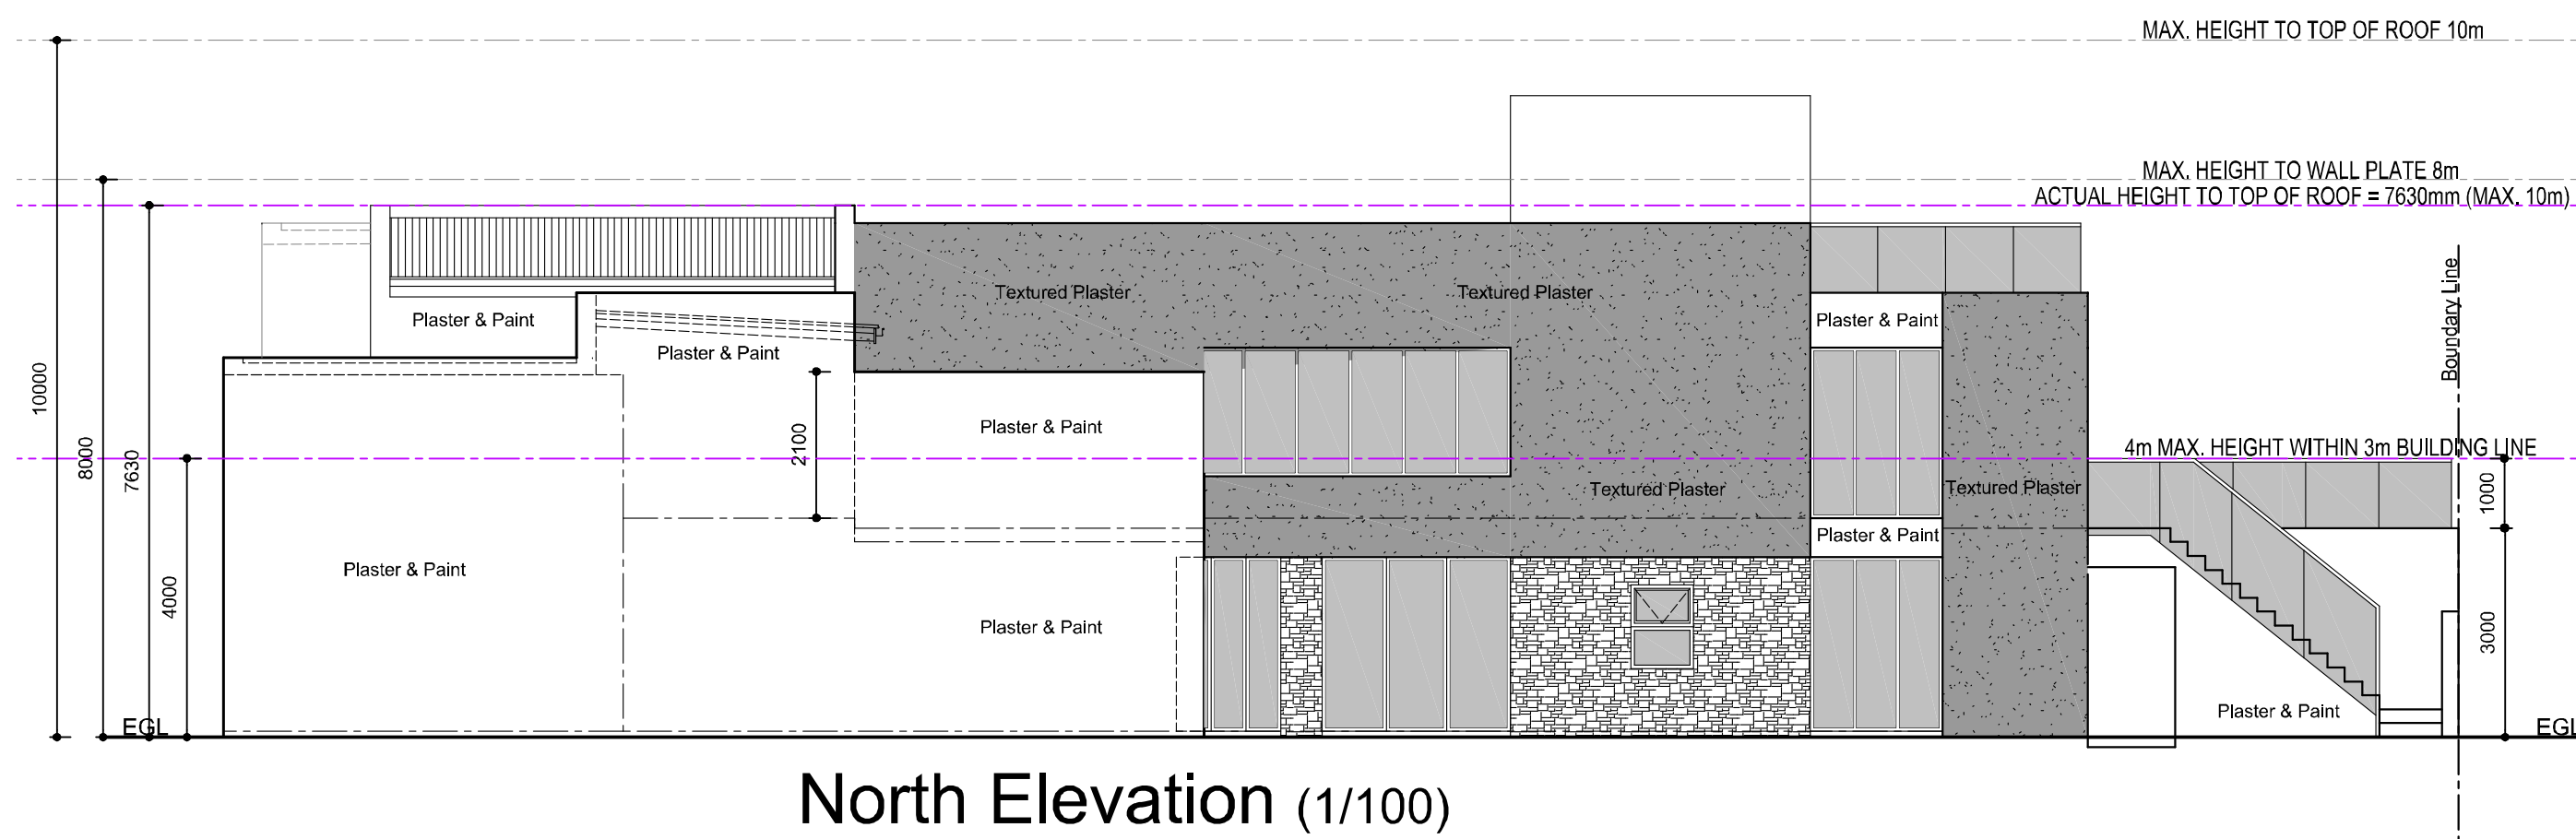 MAX. HEIGHT TO TOP OF ROOF 10m
MAX. HEIGHT TO WALL PLATE 8m
ACTUAL HEIGHT TO TOP OF ROOF = 7630mm (MAX. 10m)
Boundary Line
Textured Plaster
Textured Plaster
Plaster & Paint
Plaster & Paint
Plaster & Paint
10000
8000
7630
4000
2100
Plaster & Paint
4m MAX. HEIGHT WITHIN 3m BUILDING LINE
Textured Plaster
Textured Plaster
1000
Plaster & Paint
Plaster & Paint
Plaster & Paint
3000
Plaster & Paint
EGL
EGL
North Elevation (1/100)